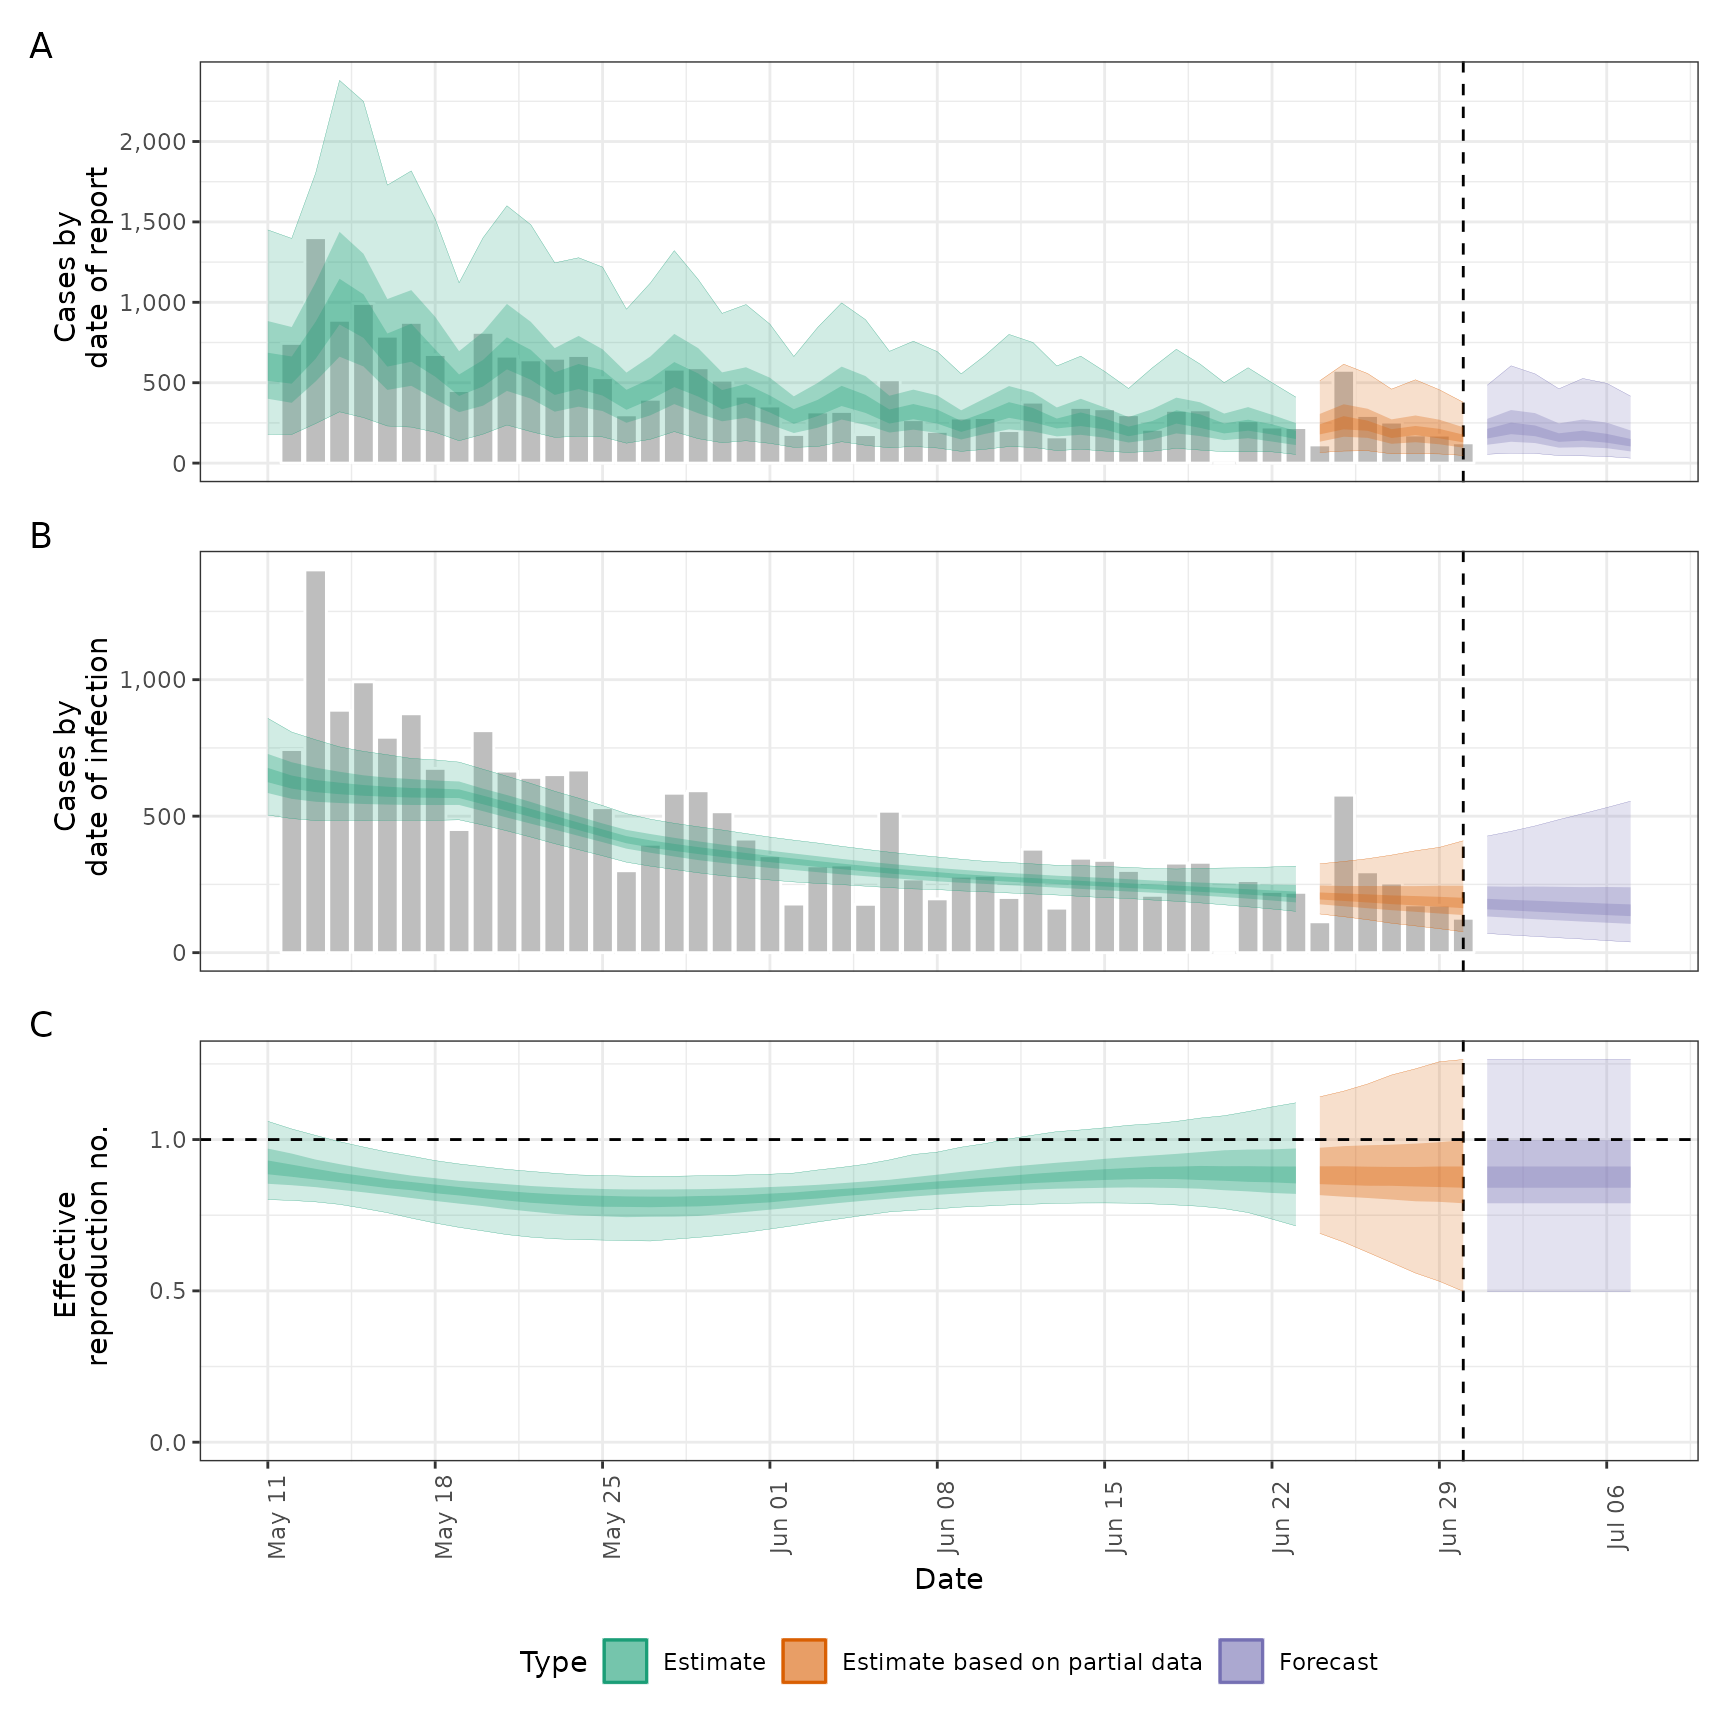 A
Cases by
date of report
2,000
1,500
1,000
500
0
B
Cases by
date of infection
1,000
500
0
C
Effective
reproduction no.
1.0
0.5
0.0
May 11
May 18
May 25
Jun 01
Jun 08
Jun 15
Jun 22
Jun 29
Jul 06
Date
Type
Estimate
Estimate based on partial data
Forecast